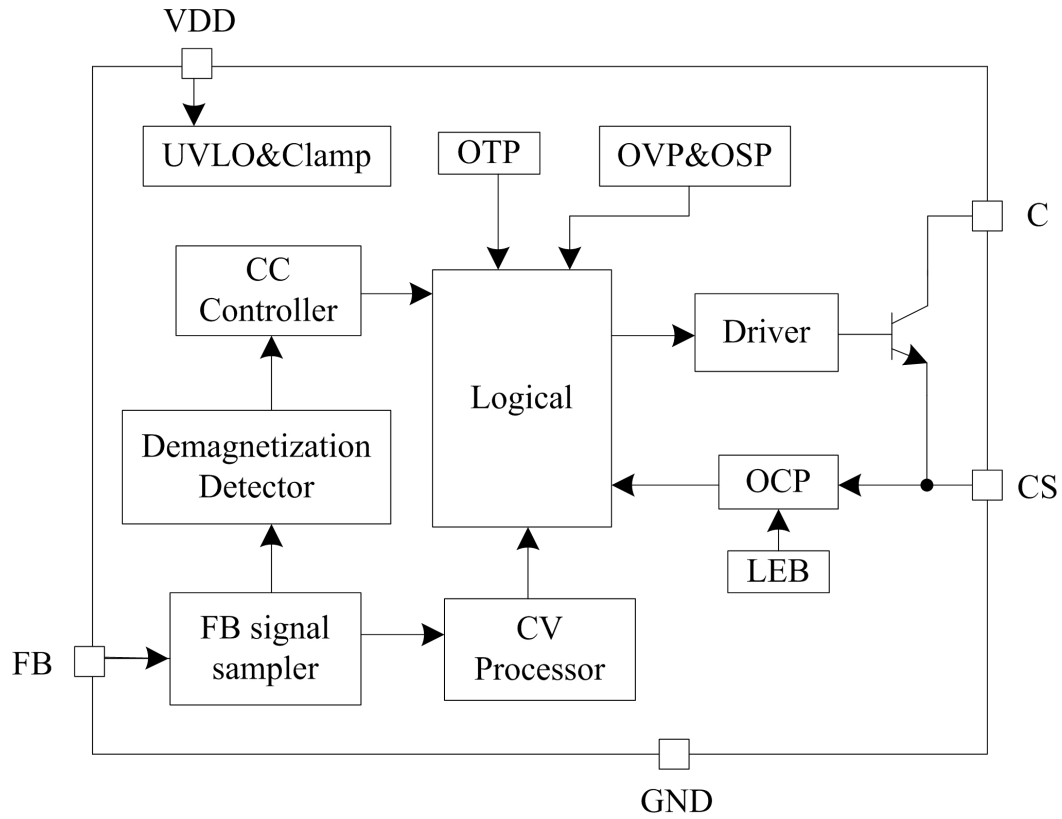 VDD
UVLO&Clamp
OTP
OVP&OSP
C
CC
Controller
Driver
Logical
Demagnetization
Detector
OCP
CS
LEB
FB signal
sampler
CV
Processor
FB
GND